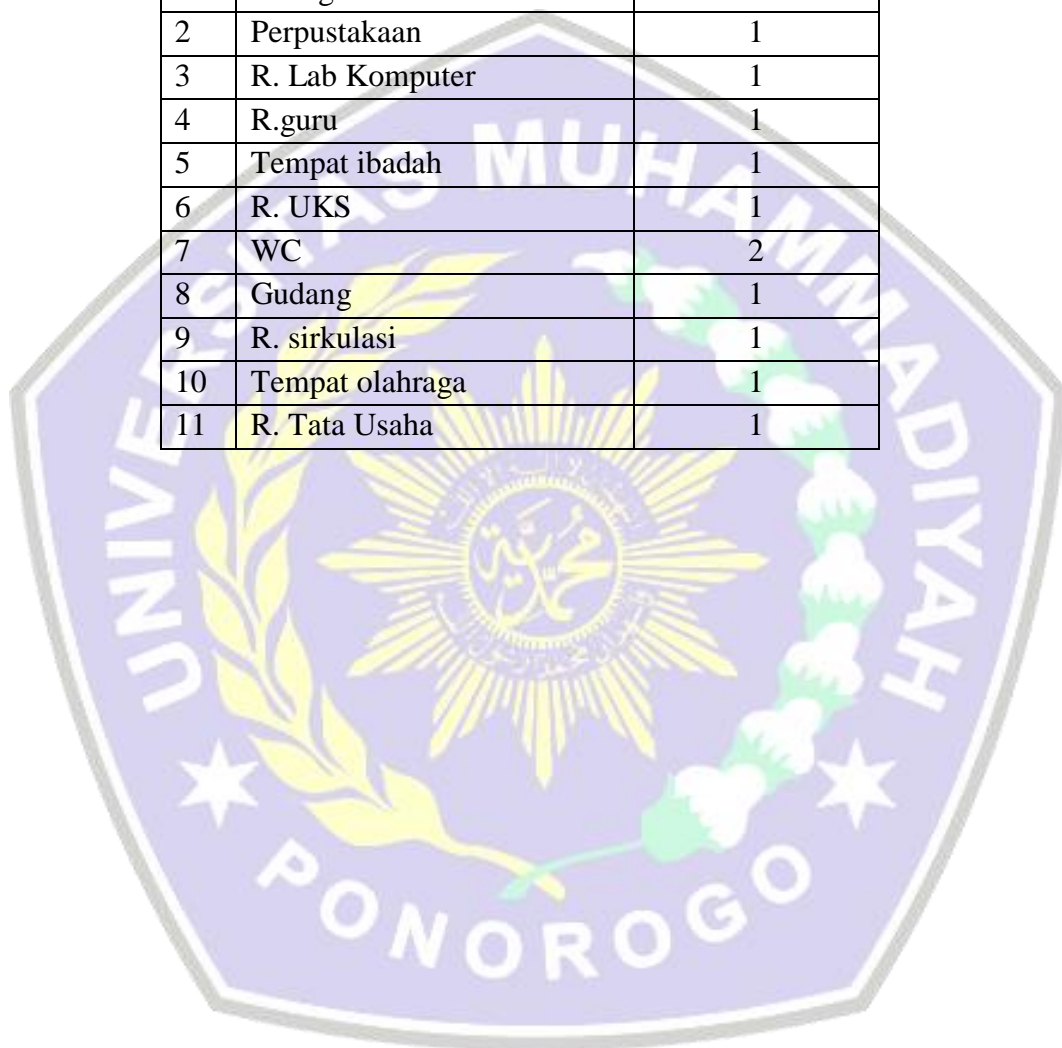 2 Perpustakaan 1
3 R. Lab Komputer 1
4 R.guru 1
5 Tempat ibadah 1
6 R. UKS 1
7 WC 2
8 Gudang 1
9 R. sirkulasi 1
10 Tempat olahraga 1
11 R. Tata Usaha 1
UNIVERSITAS MUHAMMADIYAH
PONOROGO
محمدية